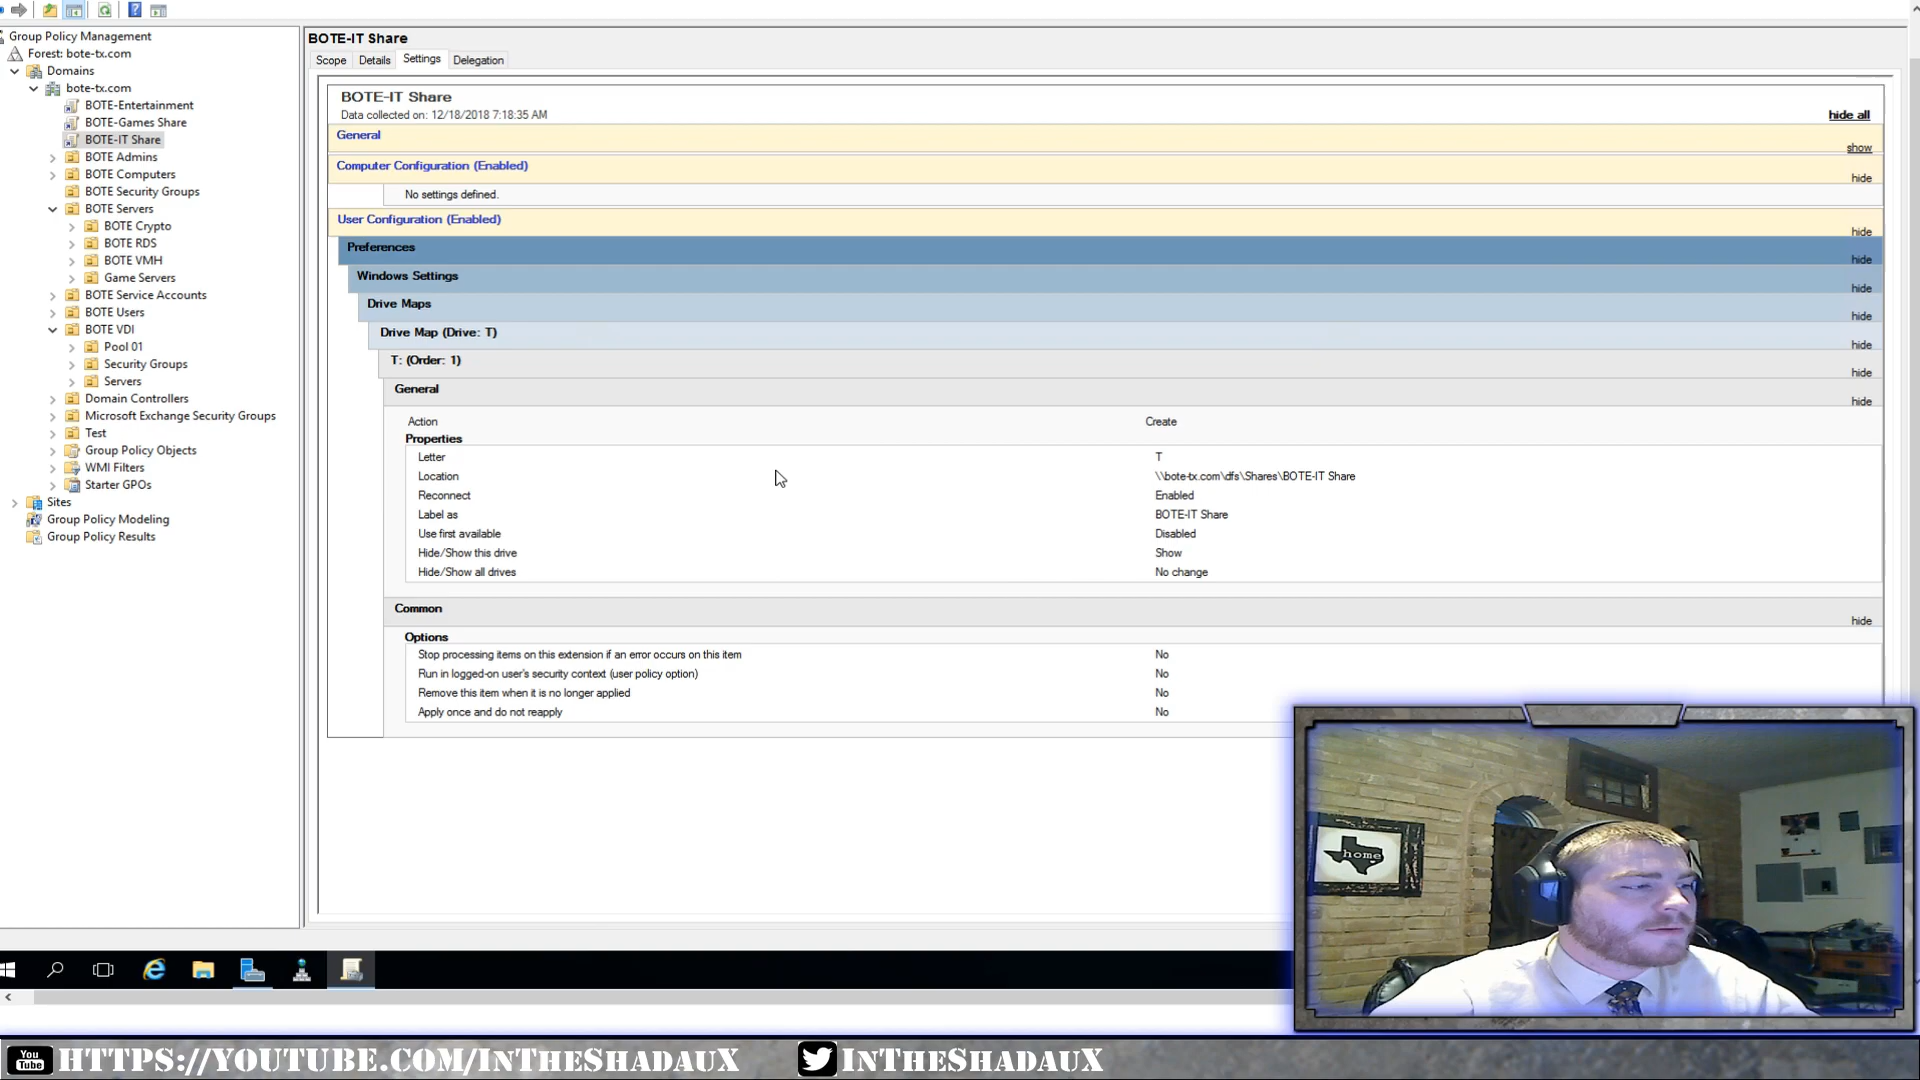 Group Policy Management
Forest: bote-tx.com
Domains
bote-tx.com
BOTE-Entertainment
BOTE-Games Share
BOTE-IT Share
BOTE Admins
BOTE Computers
BOTE Security Groups
BOTE Servers
BOTE Crypto
BOTE RDS
BOTE VMH
Game Servers
BOTE Service Accounts
BOTE Users
BOTE VDI
Pool 01
Security Groups
Servers
Domain Controllers
Microsoft Exchange Security Groups
Test
Group Policy Objects
WMI Filters
Starter GPOs
Sites
Group Policy Modeling
Group Policy Results
BOTE-IT Share
Scope Details Settings Delegation
BOTE-IT Share
Data collected on: 12/18/2018 7:18:35 AM hide all
General show
Computer Configuration (Enabled) hide
No settings defined.
User Configuration (Enabled) hide
Preferences hide
Windows Settings hide
Drive Maps hide
Drive Map (Drive: T) hide
T: (Order: 1) hide
General hide
Action Create
Properties
Letter T
Location \\bote-tx.com\dfs\Shares\BOTE-IT Share
Reconnect Enabled
Label as BOTE-IT Share
Use first available Disabled
Hide/Show this drive Show
Hide/Show all drives No change
Common hide
Options
Stop processing items on this extension if an error occurs on this item No
Run in logged-on user's security context (user policy option) No
Remove this item when it is no longer applied No
Apply once and do not reapply No
home
You Tube HTTPS://YOUTUBE.COM/INTHESHADAUX INTHESHADAUX